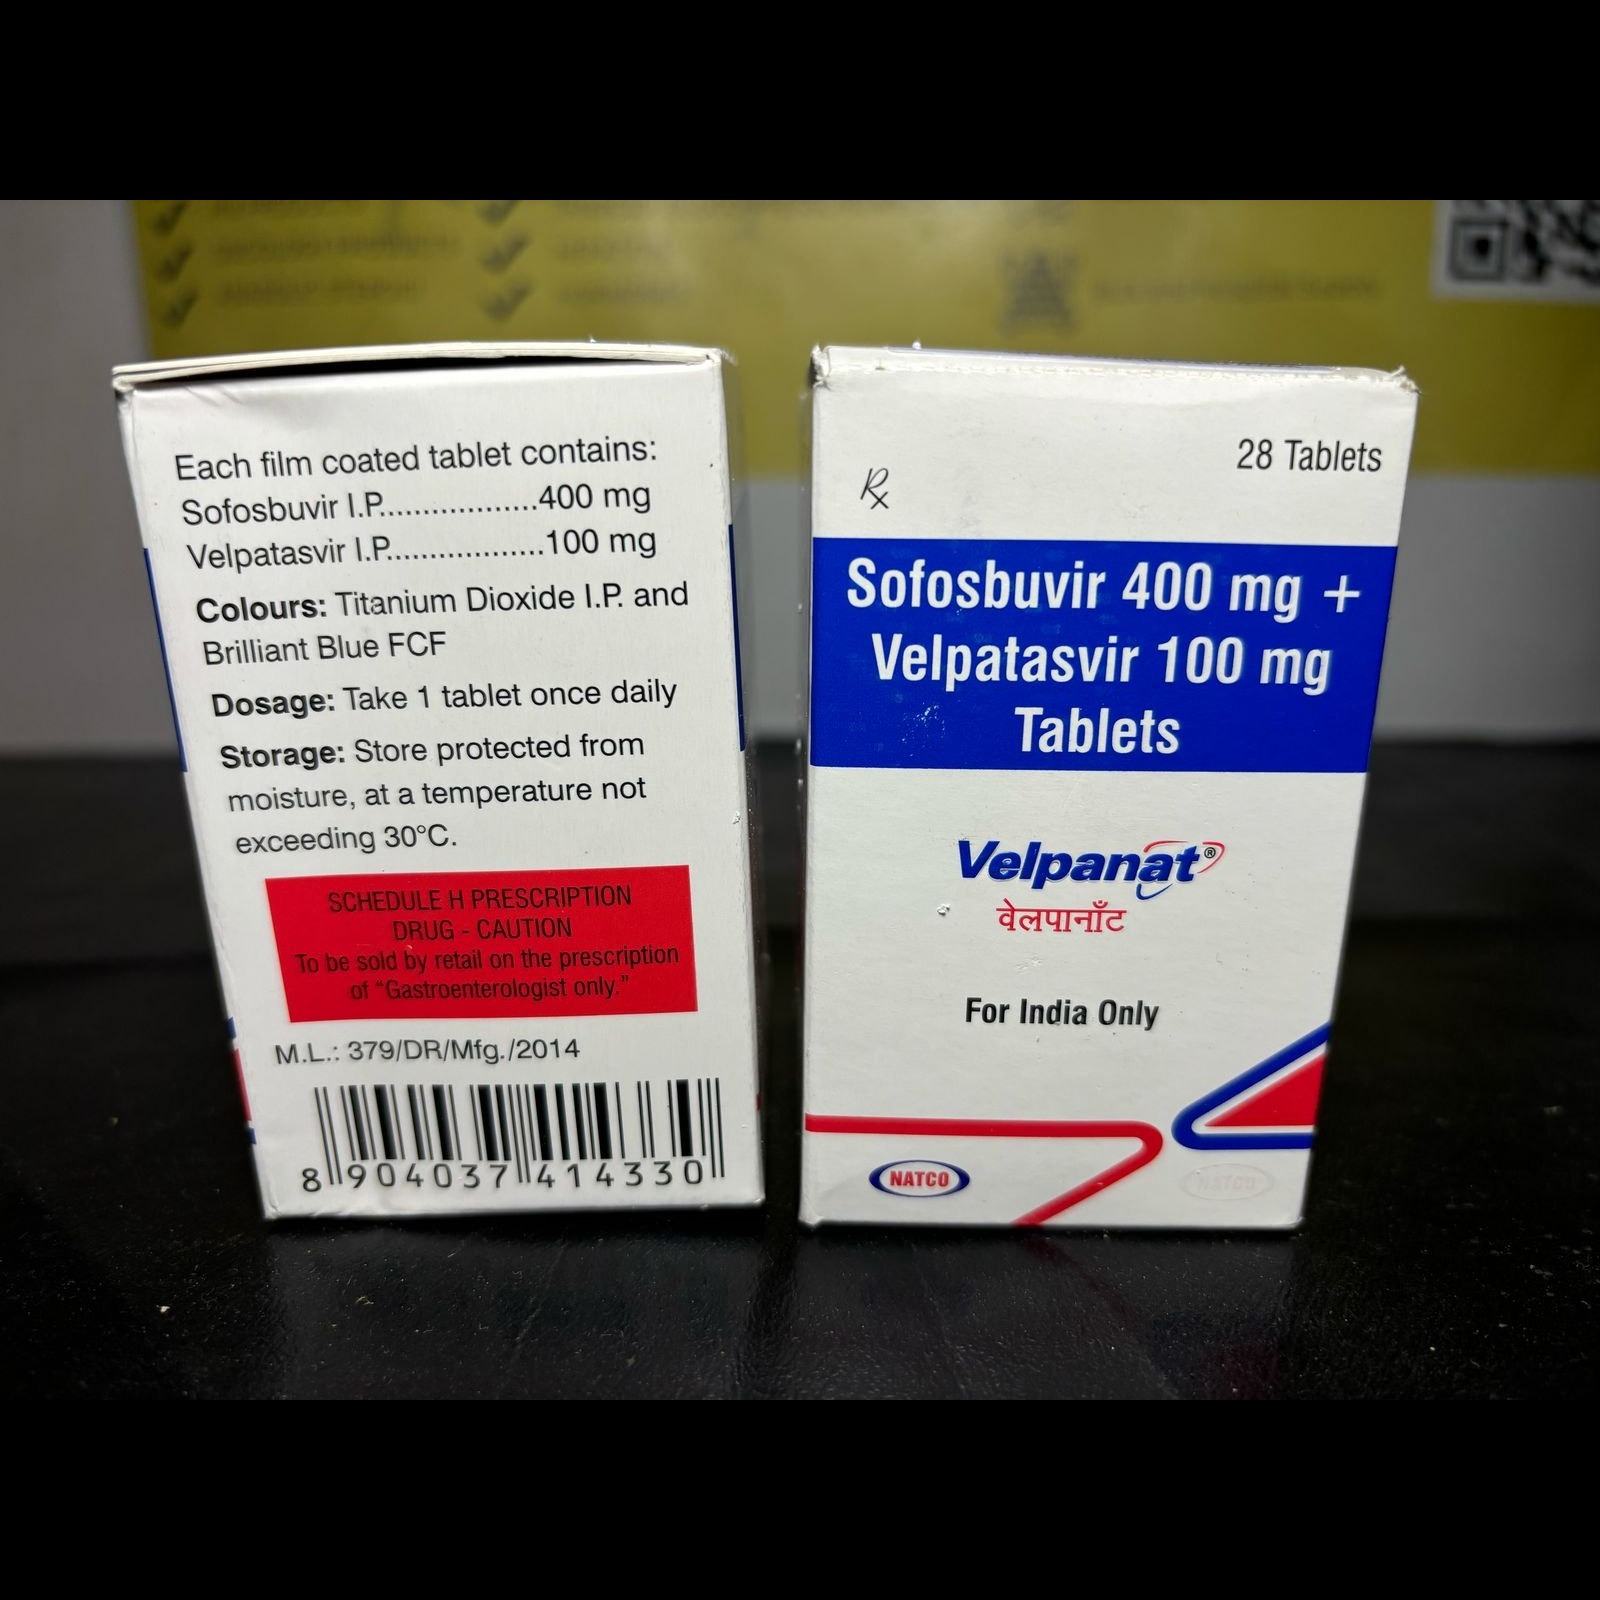 Each film coated tablet contains:
Sofosbuvir I.P..................400 mg
Velpatasvir I.P..................100 mg
Colours: Titanium Dioxide I.P. and
Brilliant Blue FCF
Dosage: Take 1 tablet once daily
Storage: Store protected from
moisture, at a temperature not
exceeding 30°C.
SCHEDULE H PRESCRIPTION
DRUG - CAUTION
To be sold by retail on the prescription
of “Gastroenterologist only.”
M.L.: 379/DR/Mfg./2014
8 904037 414330
28 Tablets
Rx
Sofosbuvir 400 mg +
Velpatasvir 100 mg
Tablets
Velpanat®
वेलपानाँट
For India Only
NATCO
NATCO